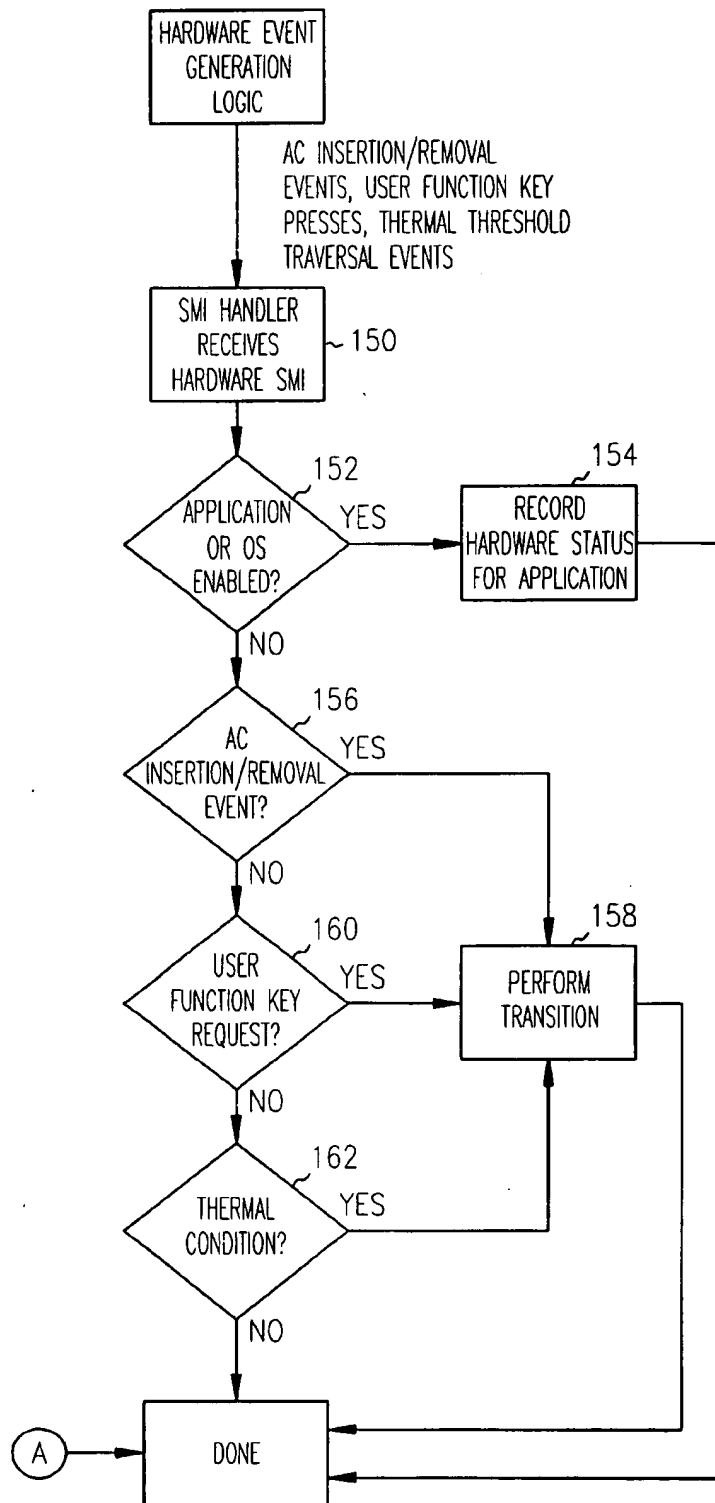 HARDWARE EVENT
GENERATION
LOGIC
AC INSERTION/REMOVAL
EVENTS, USER FUNCTION KEY
PRESSES, THERMAL THRESHOLD
TRAVERSAL EVENTS
SMI HANDLER
RECEIVES
HARDWARE SMI
150
152
APPLICATION
OR OS
ENABLED?
YES
154
RECORD
HARDWARE STATUS
FOR APPLICATION
NO
156
AC
INSERTION/REMOVAL
EVENT?
YES
NO
160
USER
FUNCTION KEY
REQUEST?
YES
158
PERFORM
TRANSITION
NO
162
THERMAL
CONDITION?
YES
NO
A
DONE